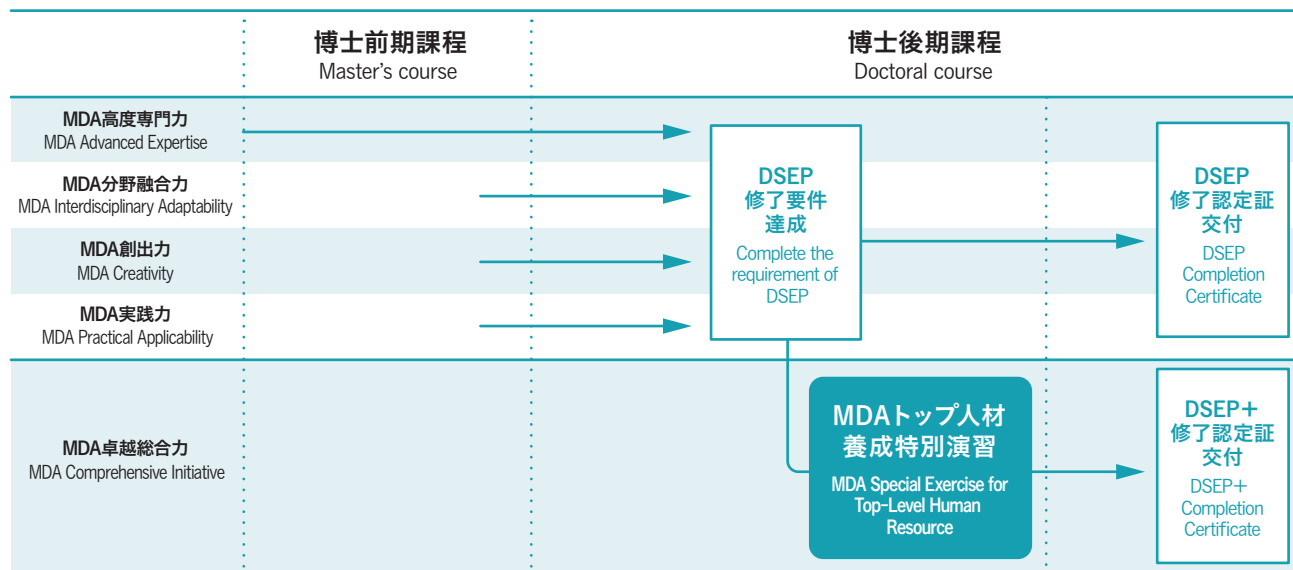 博士前期課程
Master's course
博士後期課程
Doctoral course
MDA高度専門力
MDA Advanced Expertise
MDA分野融合力
MDA Interdisciplinary Adaptability
MDA創出力
MDA Creativity
MDA実践力
MDA Practical Applicability
DSEP
修了要件
達成
Complete the
requirement of
DSEP
DSEP
修了認定証
交付
DSEP
Completion
Certificate
MDA卓越総合力
MDA Comprehensive Initiative
MDAトップ人材
養成特別演習
MDA Special Exercise for
Top-Level Human
Resource
DSEP+
修了認定証
交付
DSEP+
Completion
Certificate